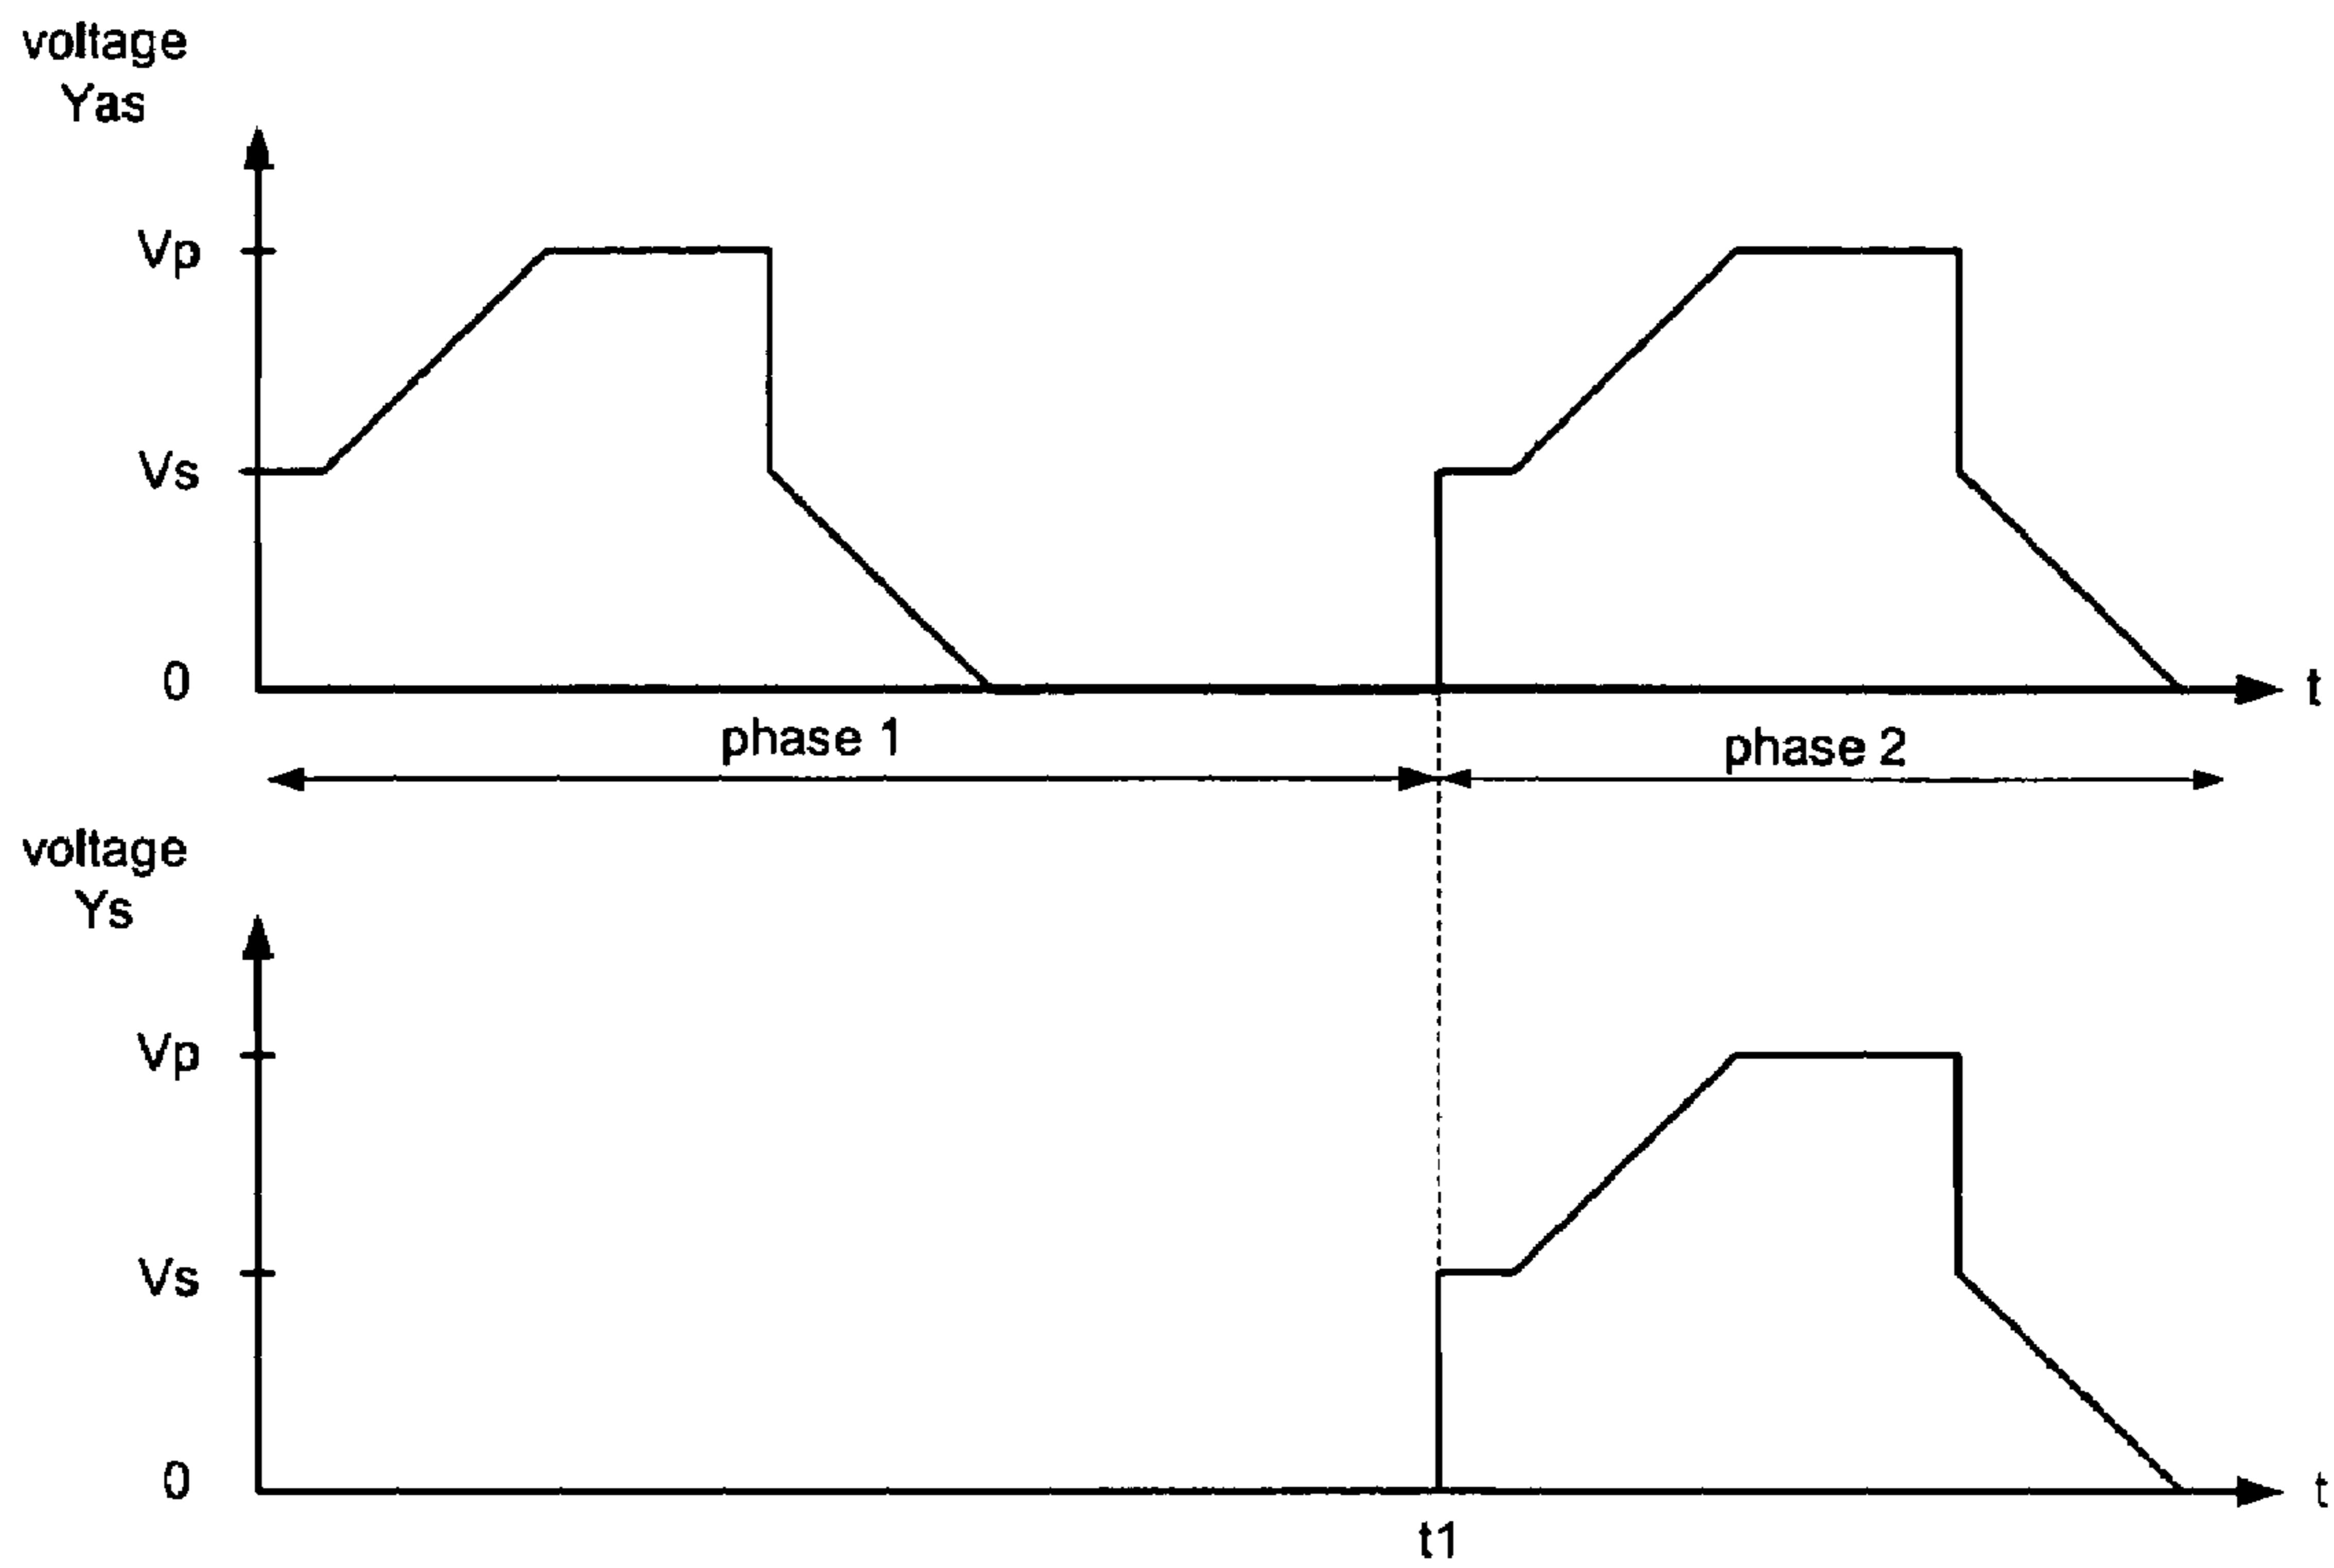 voltage
Yas
Vp
Vs
0
t
phase 1
phase 2
voltage
Ys
Vp
Vs
0
t
t1